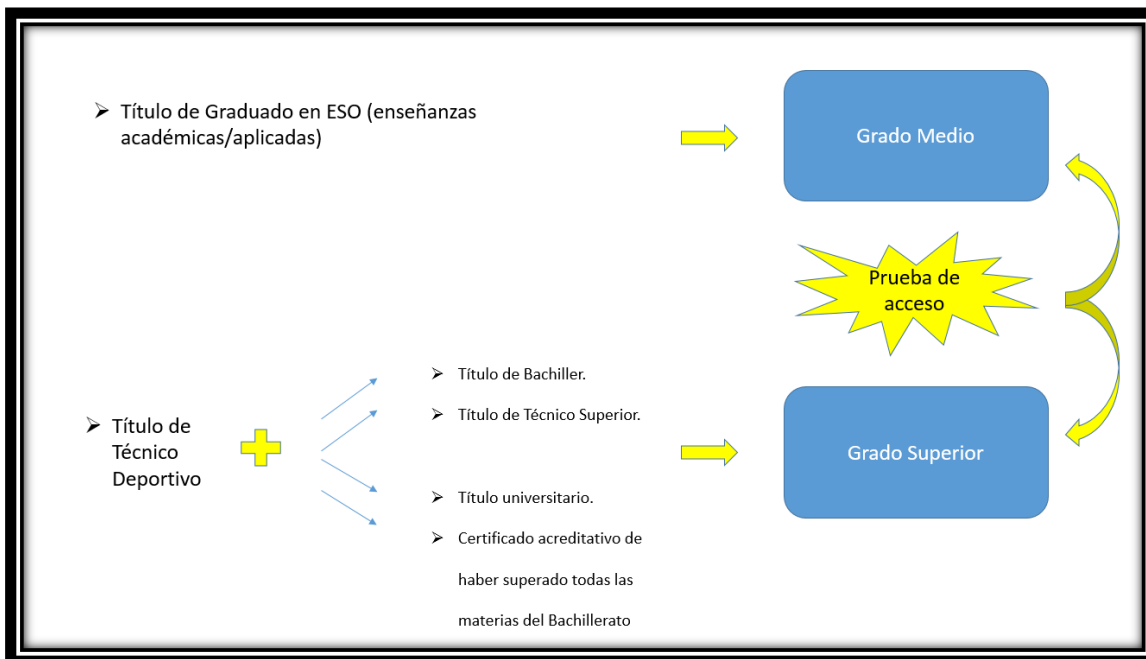 ➢ Título de Graduado en ESO (enseñanzas
académicas/aplicadas)
Grado Medio
Prueba de
acceso
➢ Título de
Técnico
Deportivo
➢ Título de Bachiller.
➢ Título de Técnico Superior.
➢ Título universitario.
➢ Certificado acreditativo de
haber superado todas las
materias del Bachillerato
Grado Superior